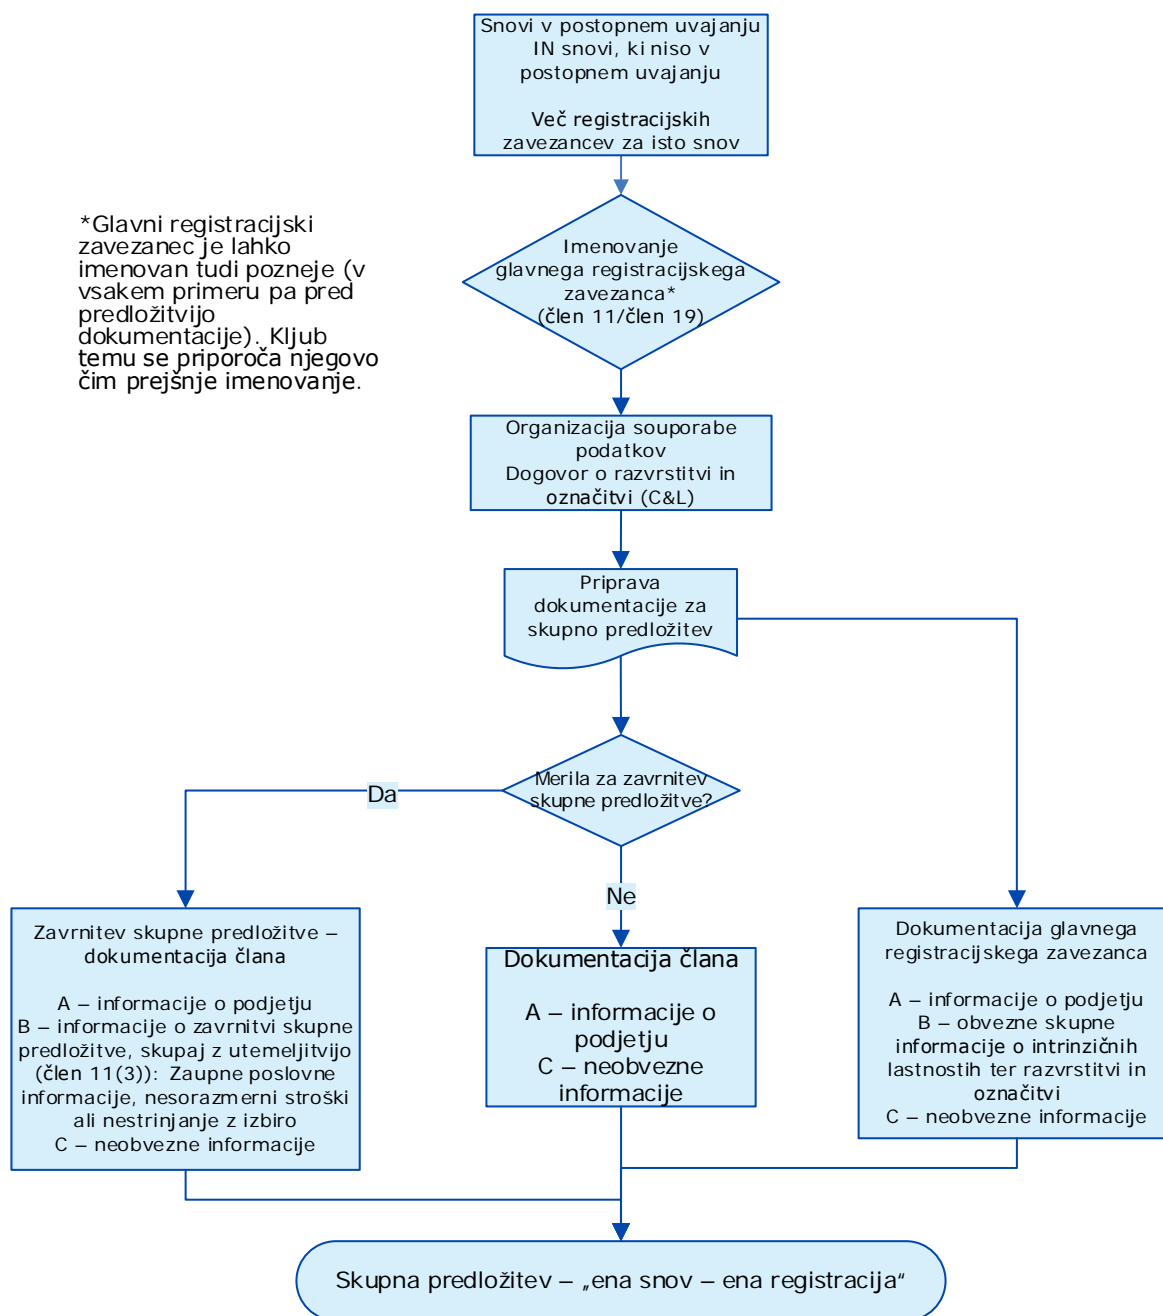 Snovi v postopnem uvajanju
IN snovi, ki niso v
postopnem uvajanju
Več registracijskih
zavezancev za isto snov
*Glavni registracijski
zavezanec je lahko
imenovan tudi pozneje (v
vsakem primeru pa pred
predložitvijo
dokumentacije). Kljub
temu se priporoča njegovo
čim prejšnje imenovanje.
Imenovanje
glavnega registracijskega
zavezanca*
(člen 11/člen 19)
Organizacija souporabe
podatkov
Dogovor o razvrstitvi in
označitvi (C&L)
Priprava
dokumentacije za
skupno predložitev
Merila za zavrnitev
skupne predložitve?
Da
Ne
Zavrnitev skupne predložitve –
dokumentacija člana
A – informacije o podjetju
B – informacije o zavrnitvi skupne
predložitve, skupaj z utemeljitvijo
(člen 11(3)): Zaupne poslovne
informacije, nesorazmerni stroški
ali nestrinjanje z izbiro
C – neobvezne informacije
Dokumentacija člana
A – informacije o
podjetju
C – neobvezne
informacije
Dokumentacija glavnega
registracijskega zavezanca
A – informacije o podjetju
B – obvezne skupne
informacije o intrinzičnih
lastnostih ter razvrstitvi in
označitvi
C – neobvezne informacije
Skupna predložitev – „ena snov – ena registracija“